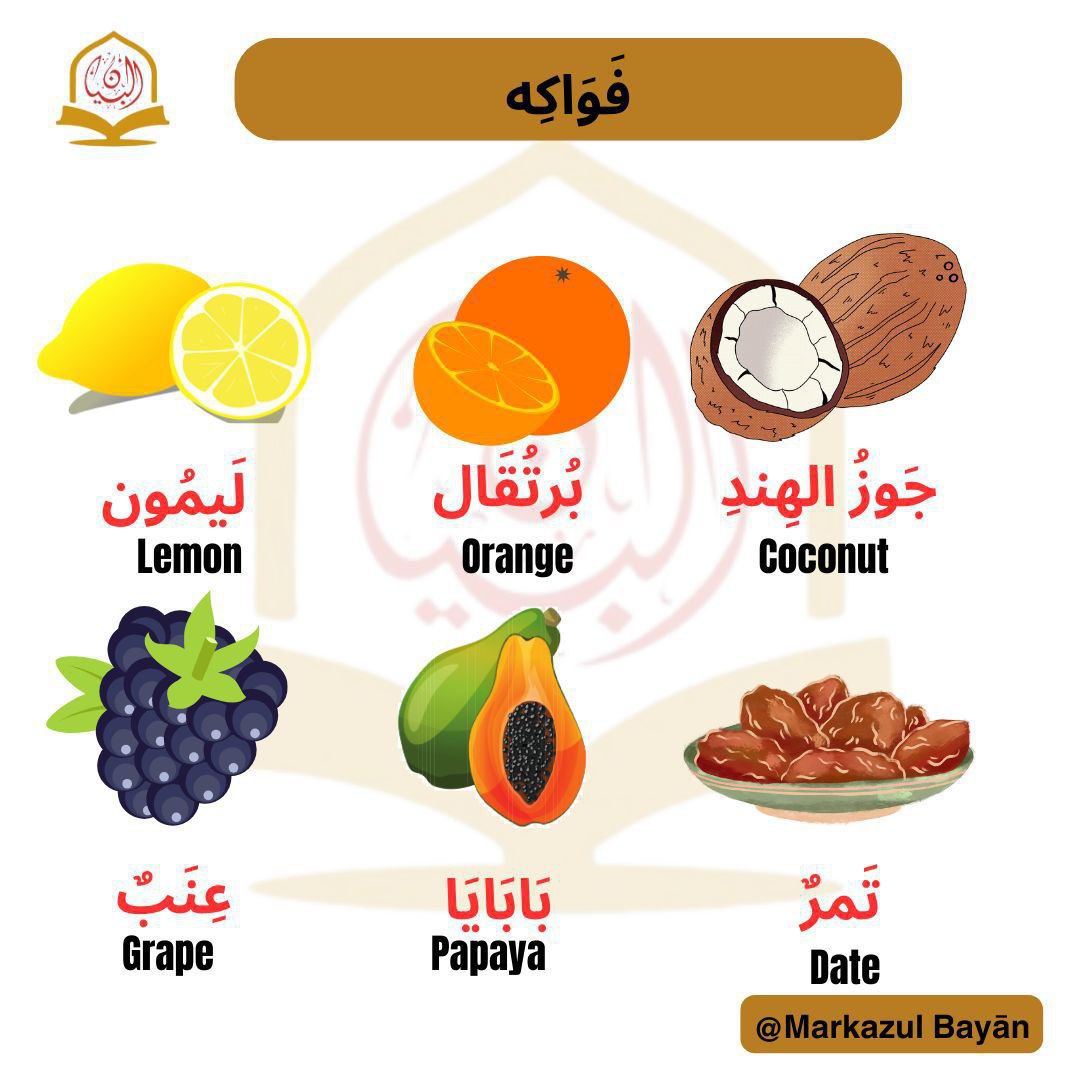 البيان
فَوَاكِه
لَيمُون
Lemon
بُرتُقَال
Orange
جَوزُ الهِندِ
Coconut
عِنَبٌ
Grape
بَابَايَا
Papaya
تَمرٌ
Date
@Markazul Bayān